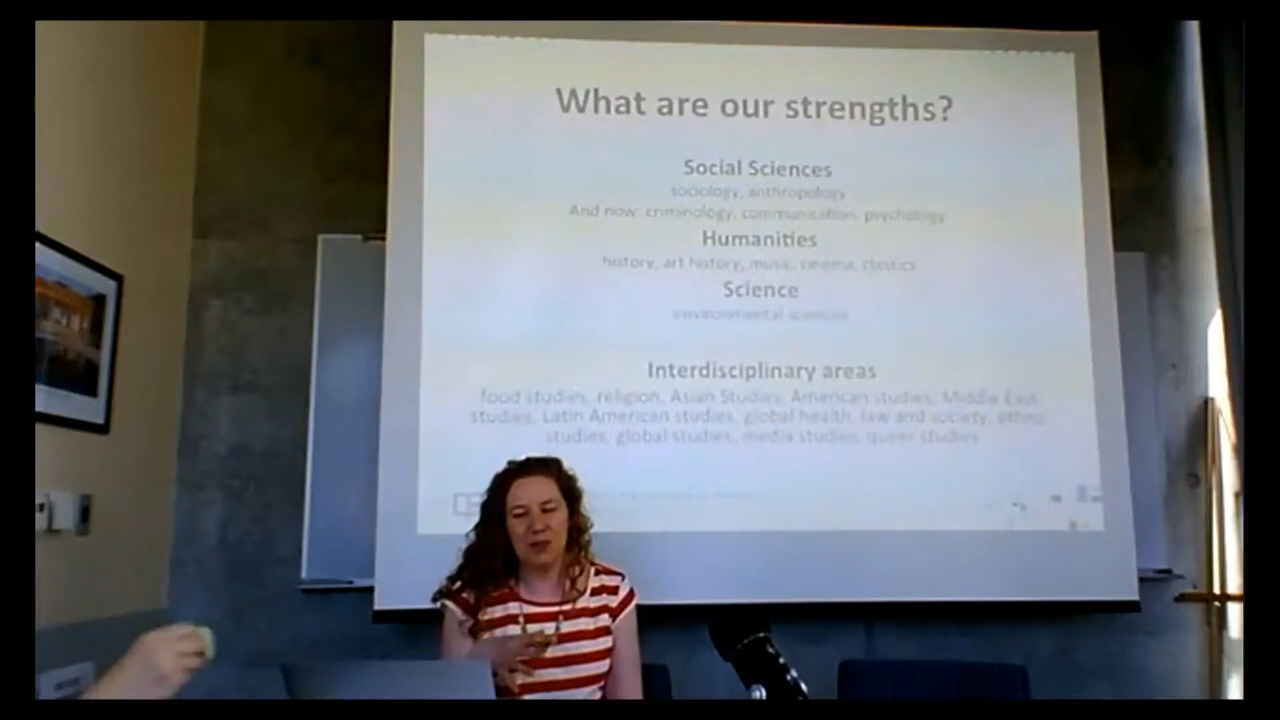 What are our strengths?
Social Sciences
sociology, anthropology
And now: criminology, communication, psychology
Humanities
history, art history, music, cinema, classics
Science
environmental sciences
Interdisciplinary areas
food studies, religion, Asian Studies, American studies, Middle East
studies, Latin American studies, global health, law and society, ethnic
studies, global studies, media studies, queer studies